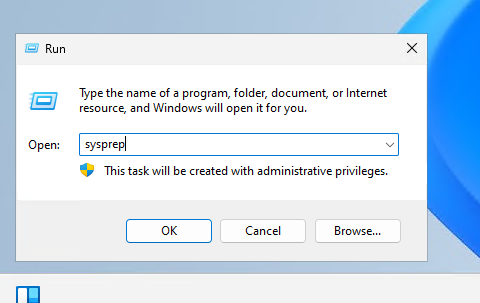 Run
Type the name of a program, folder, document, or Internet
resource, and Windows will open it for you.
Open:
sysprep
This task will be created with administrative privileges.
OK
Cancel
Browse...